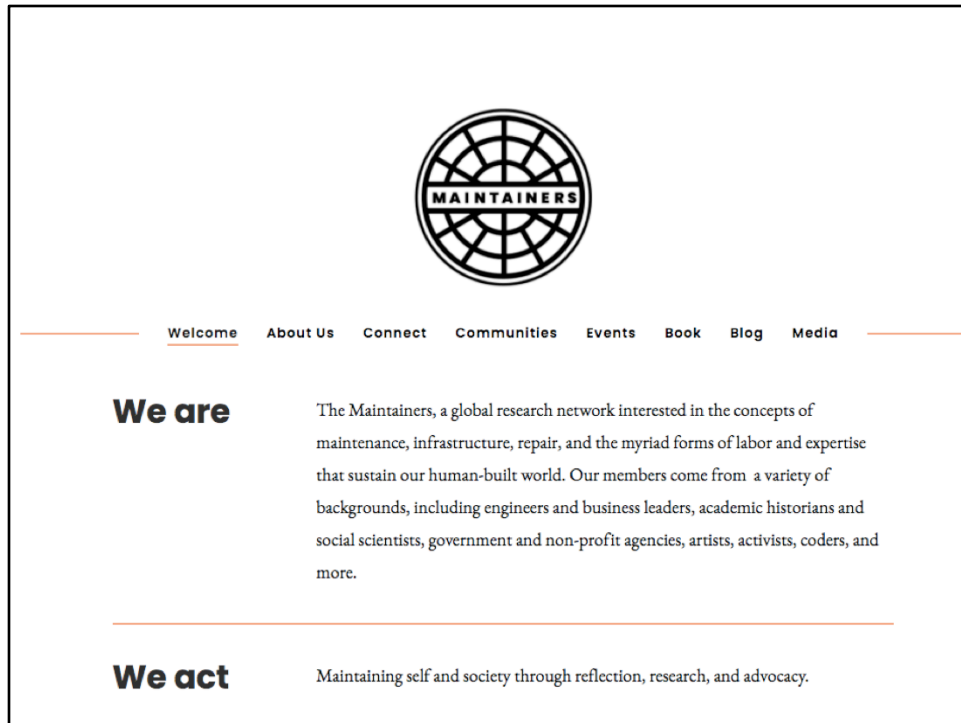 MAINTAINERS
Welcome About Us Connect Communities Events Book Blog Media
We are
The Maintainers, a global research network interested in the concepts of
maintenance, infrastructure, repair, and the myriad forms of labor and expertise
that sustain our human-built world. Our members come from  a variety of
backgrounds, including engineers and business leaders, academic historians and
social scientists, government and non-profit agencies, artists, activists, coders, and
more.
We act
Maintaining self and society through reflection, research, and advocacy.